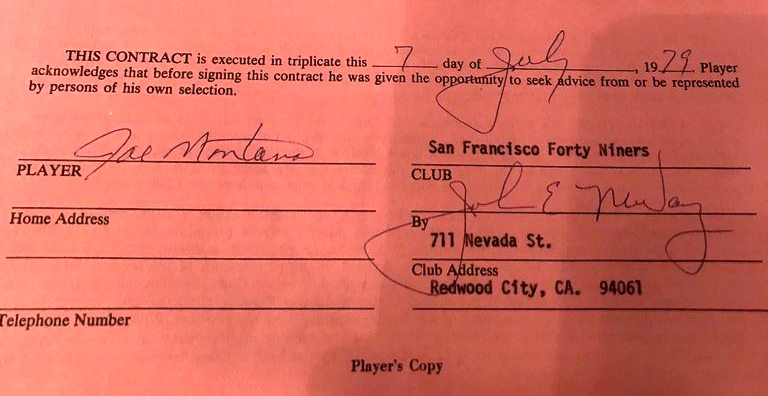 THIS CONTRACT is executed in triplicate this 7 day of July, 1979. Player
acknowledges that before signing this contract he was given the opportunity to seek advice from or be represented
by persons of his own selection.
Joe Montana
San Francisco Forty Niners
PLAYER
CLUB
John E
Home Address
By
711 Nevada St.
Club Address
Redwood City, CA. 94061
Telephone Number
Player's Copy